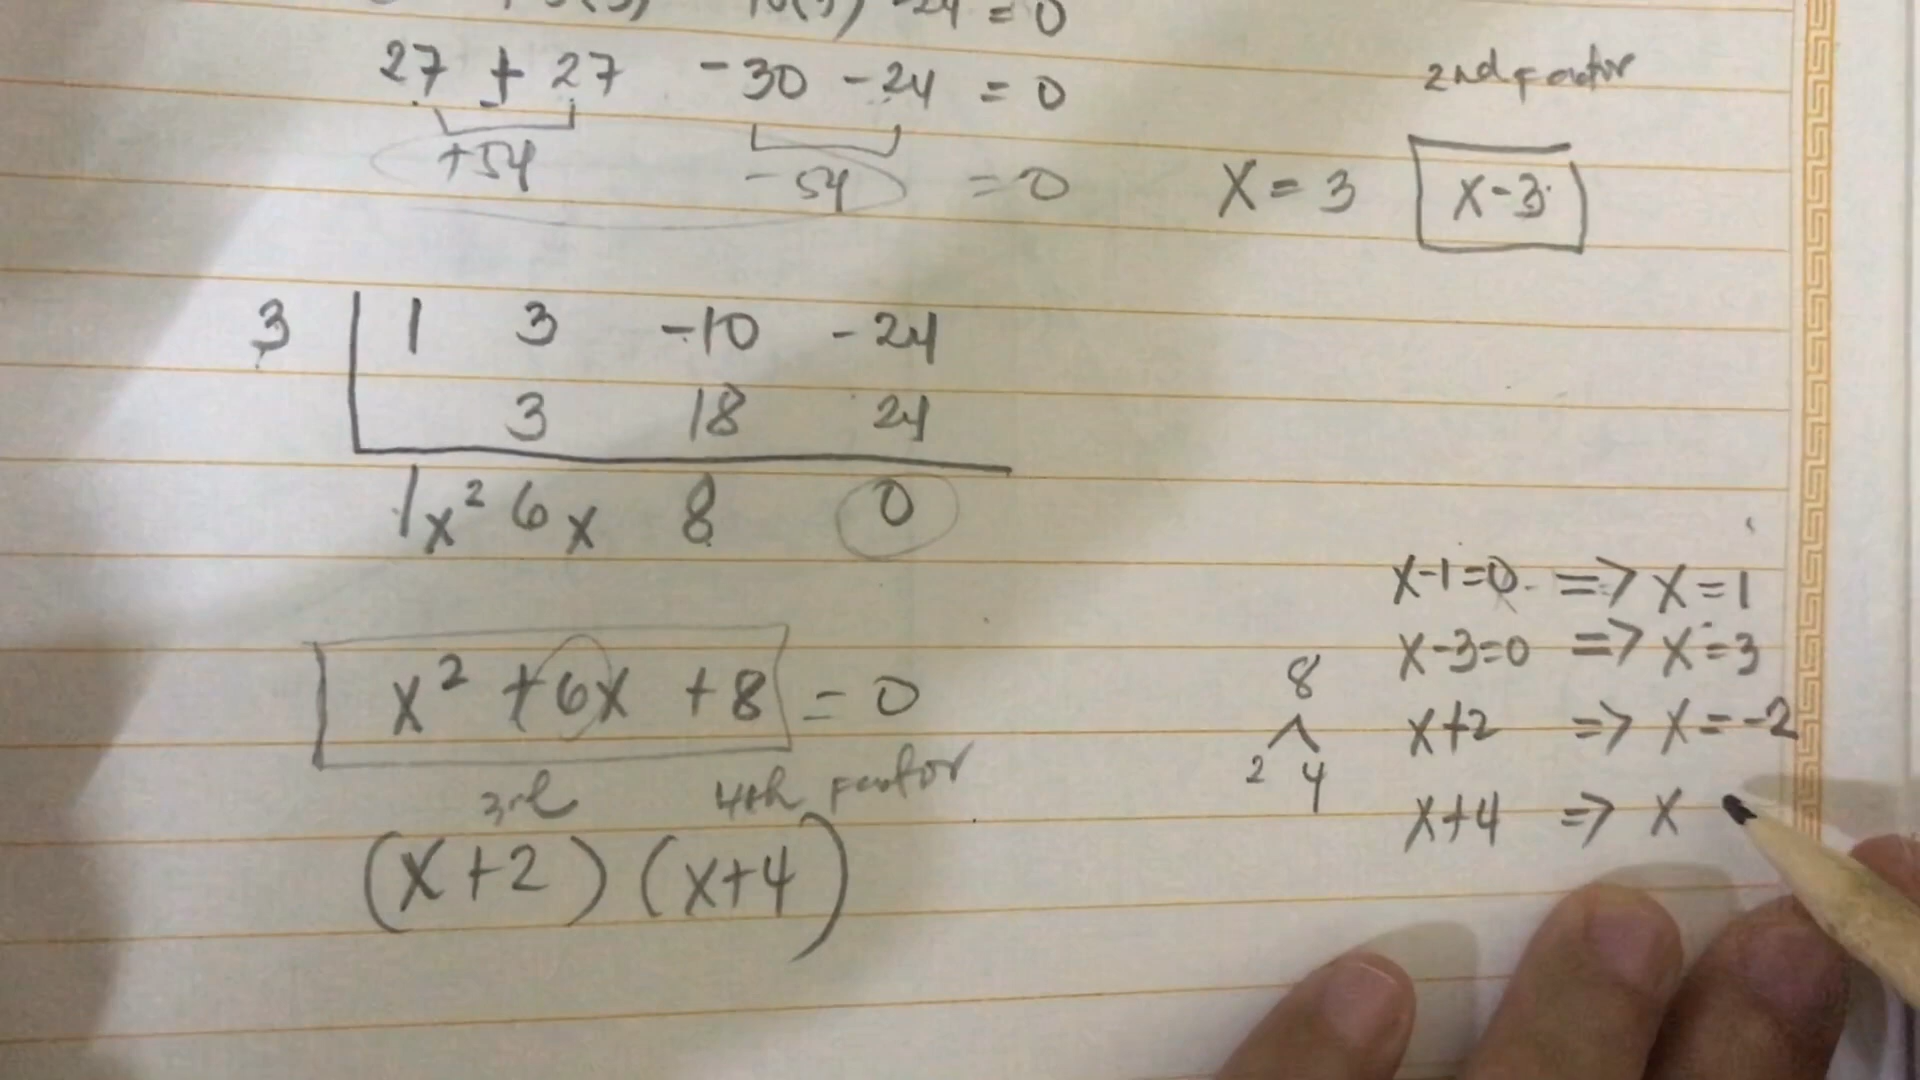 -24 = 0
27 + 27 -30 -24 = 0
+54 -54 = 0
2nd Factor
X = 3 X-3
3 1 3 -10 -24
3 18 24
1x² 6x 8 0
x² + 6x + 8 = 0
3rd 4th factor
(x+2) (x+4)
8
2 4
x-1=0 => x=1
x-3=0 => x=3
x+2 => x=-2
x+4 => x